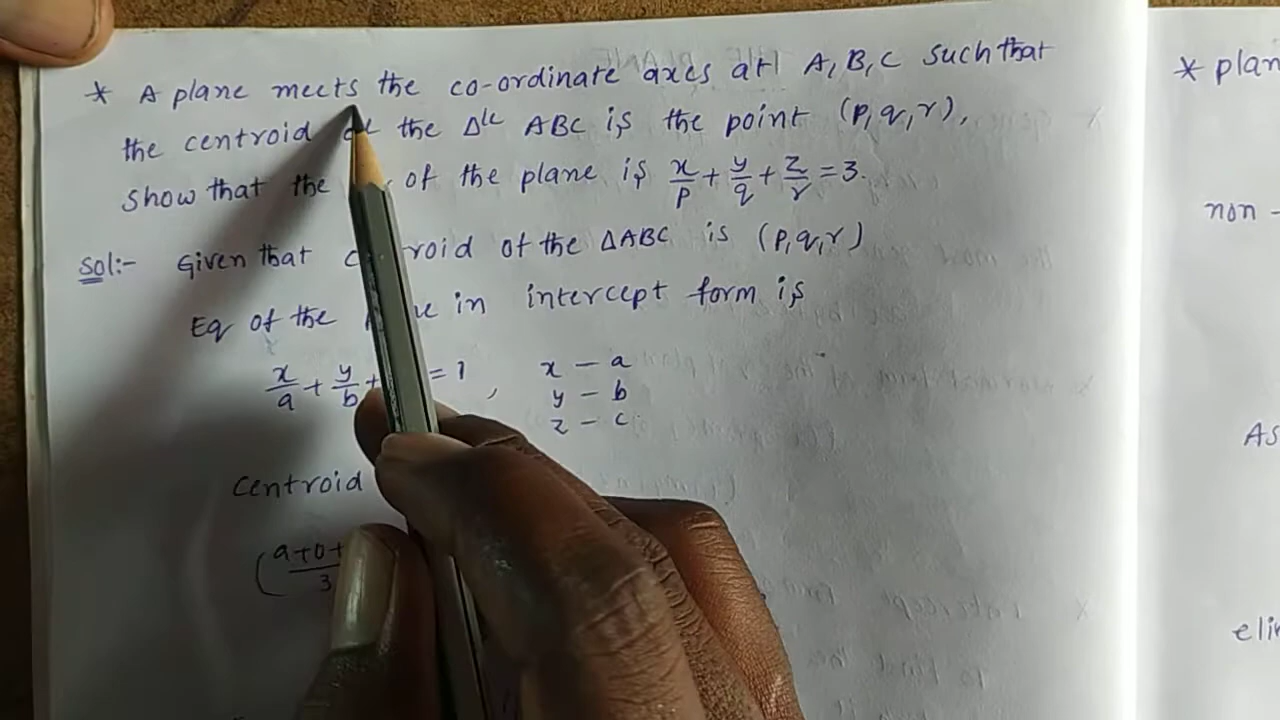 * A plane meets the co-ordinate axes at A, B, C such that
the centroid the Δle ABC is the point (p, q, r),
show that the of the plane is x/p + y/q + z/r = 3.
Sol:- Given that of the ΔABC is (p, q, r)
Eq of the in intercept form is
x/a + y/b + = 1, x - a
y - b
z - c
Centroid
(a+0+ / 3
* plan
non -
As